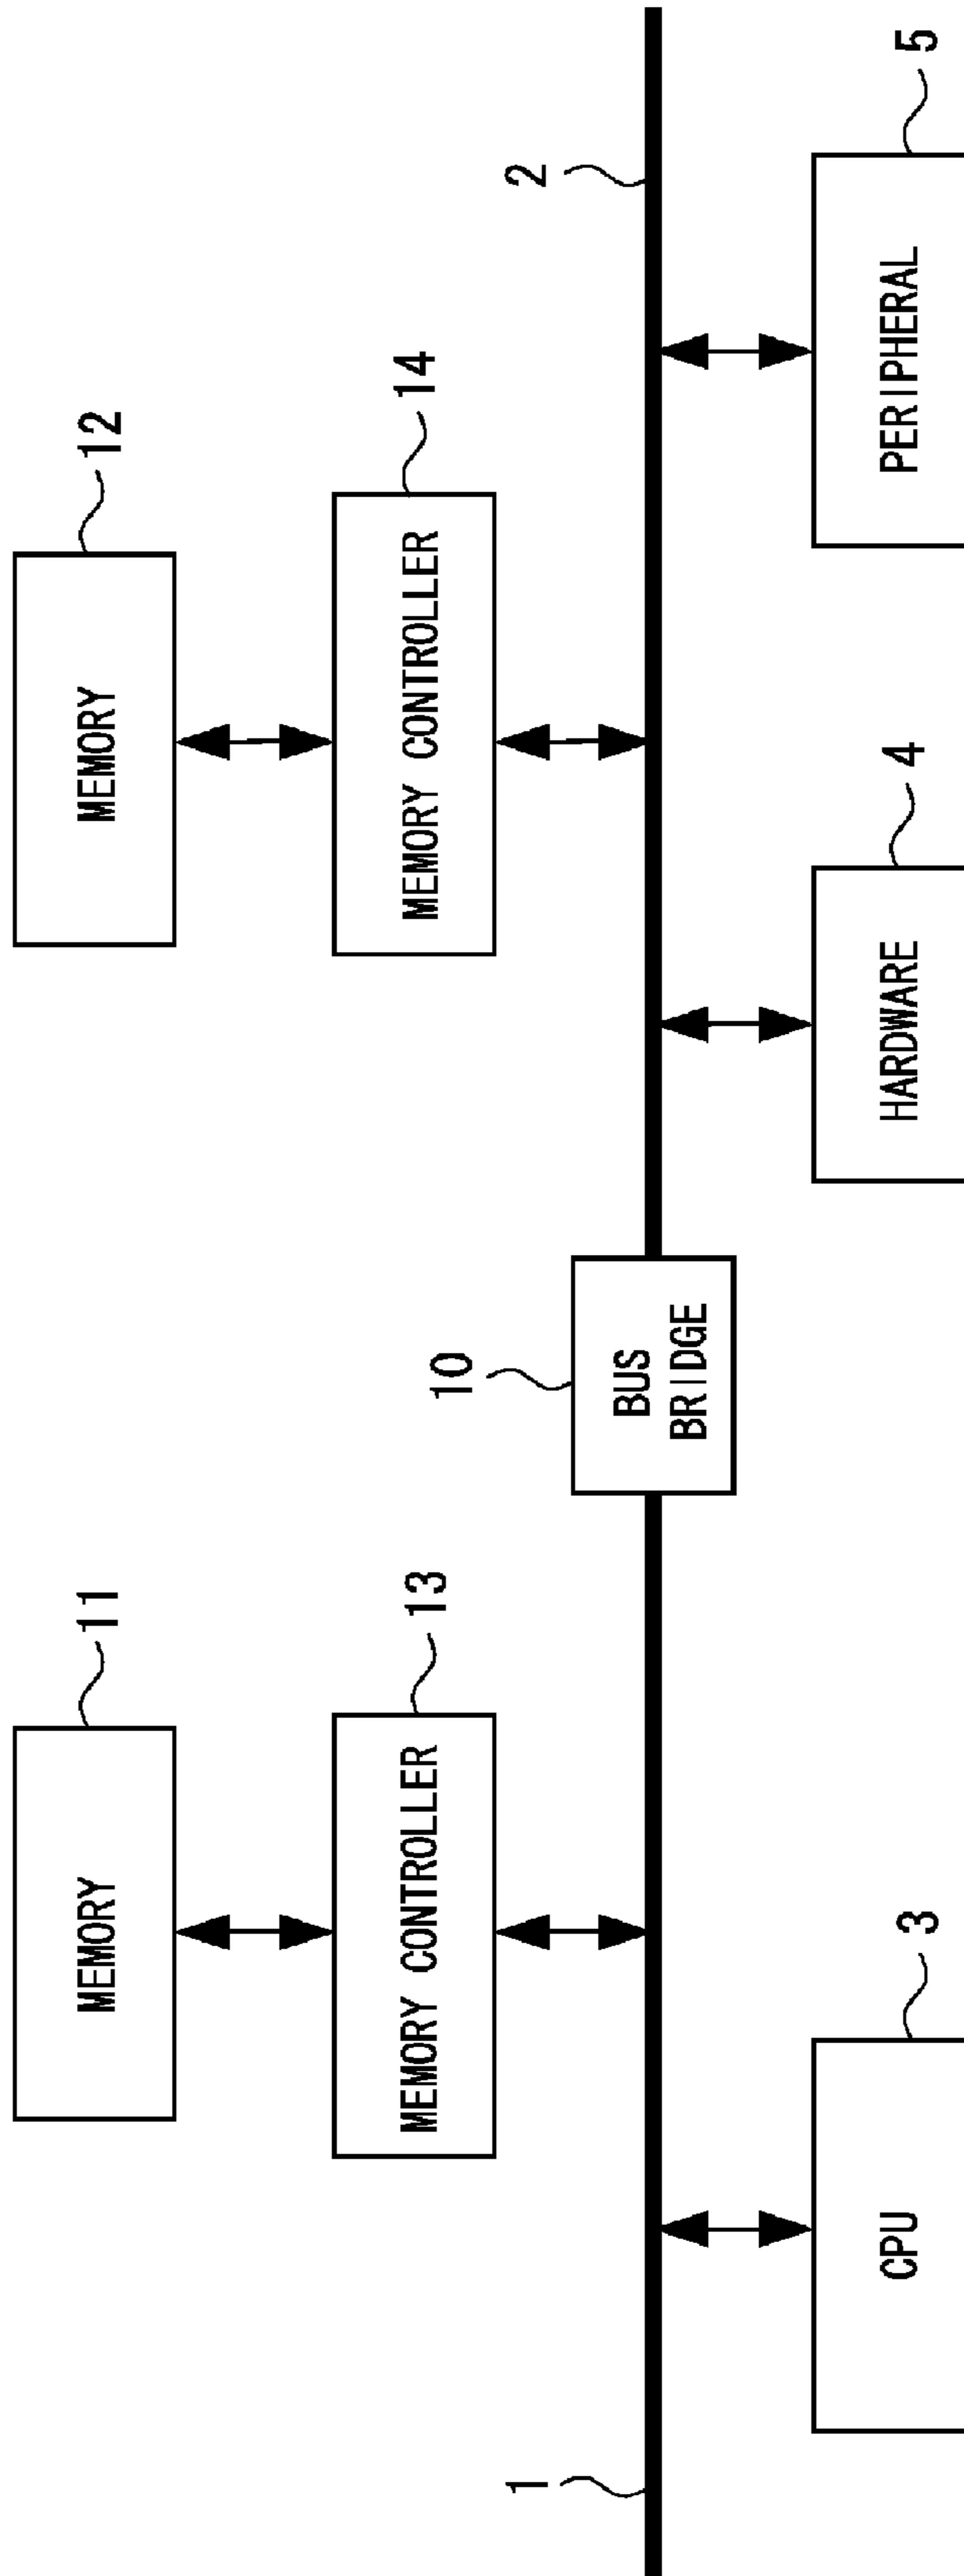 11
12
MEMORY
MEMORY
13
14
MEMORY CONTROLLER
MEMORY CONTROLLER
1
10
2
BUS
BRIDGE
3
4
5
CPU
HARDWARE
PERIPHERAL